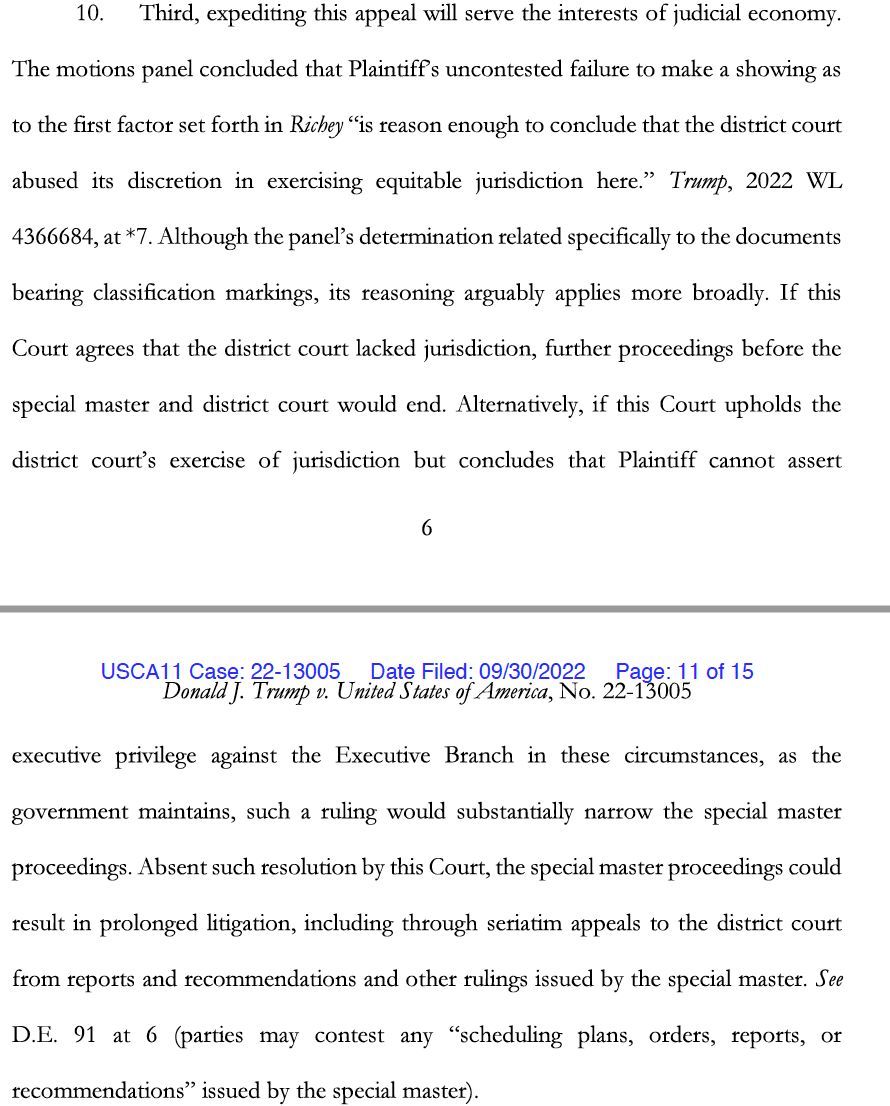 10. Third, expediting this appeal will serve the interests of judicial economy.
The motions panel concluded that Plaintiff’s uncontested failure to make a showing as
to the first factor set forth in Richey “is reason enough to conclude that the district court
abused its discretion in exercising equitable jurisdiction here.” Trump, 2022 WL
4366684, at *7. Although the panel’s determination related specifically to the documents
bearing classification markings, its reasoning arguably applies more broadly. If this
Court agrees that the district court lacked jurisdiction, further proceedings before the
special master and district court would end. Alternatively, if this Court upholds the
district court’s exercise of jurisdiction but concludes that Plaintiff cannot assert
6
USCA11 Case: 22-13005 Date Filed: 09/30/2022 Page: 11 of 15
Donald J. Trump v. United States of America, No. 22-13005
executive privilege against the Executive Branch in these circumstances, as the
government maintains, such a ruling would substantially narrow the special master
proceedings. Absent such resolution by this Court, the special master proceedings could
result in prolonged litigation, including through seriatim appeals to the district court
from reports and recommendations and other rulings issued by the special master. See
D.E. 91 at 6 (parties may contest any “scheduling plans, orders, reports, or
recommendations” issued by the special master).